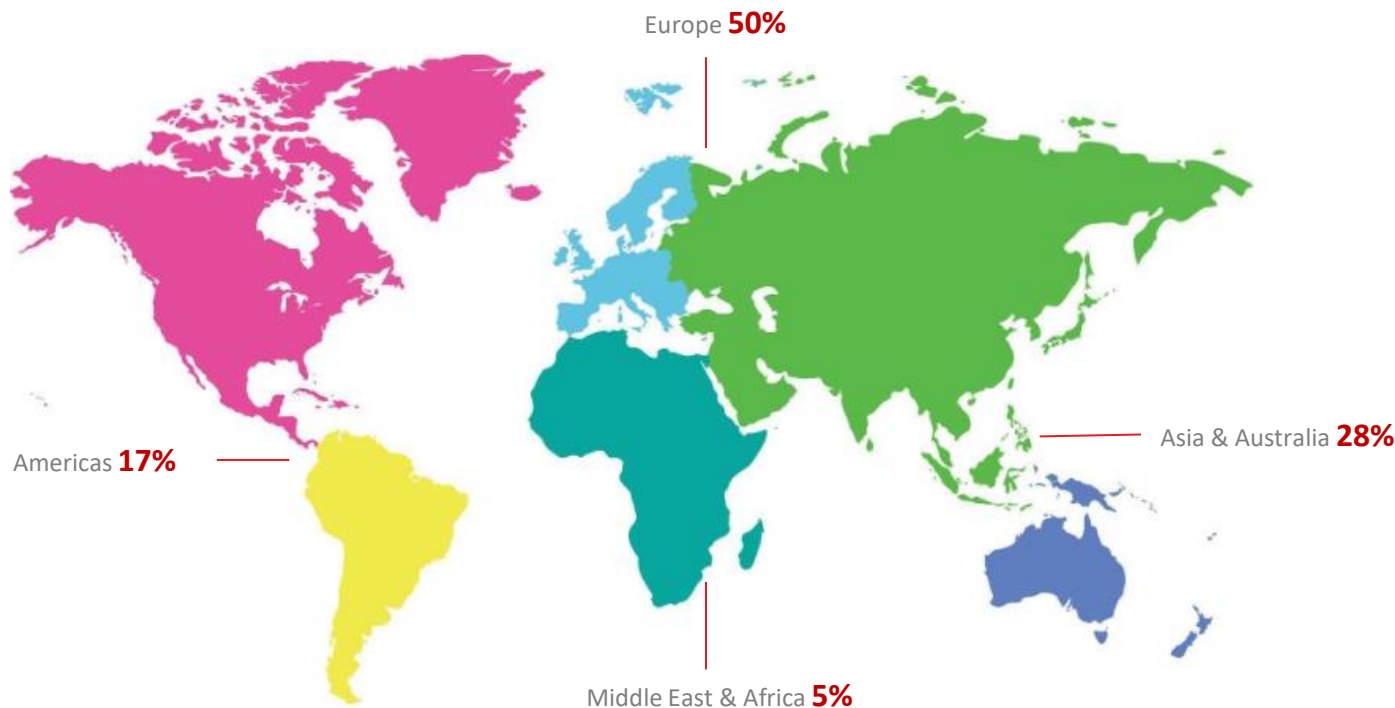 Europe 50%
Asia & Australia 28%
Americas 17%
Middle East & Africa 5%